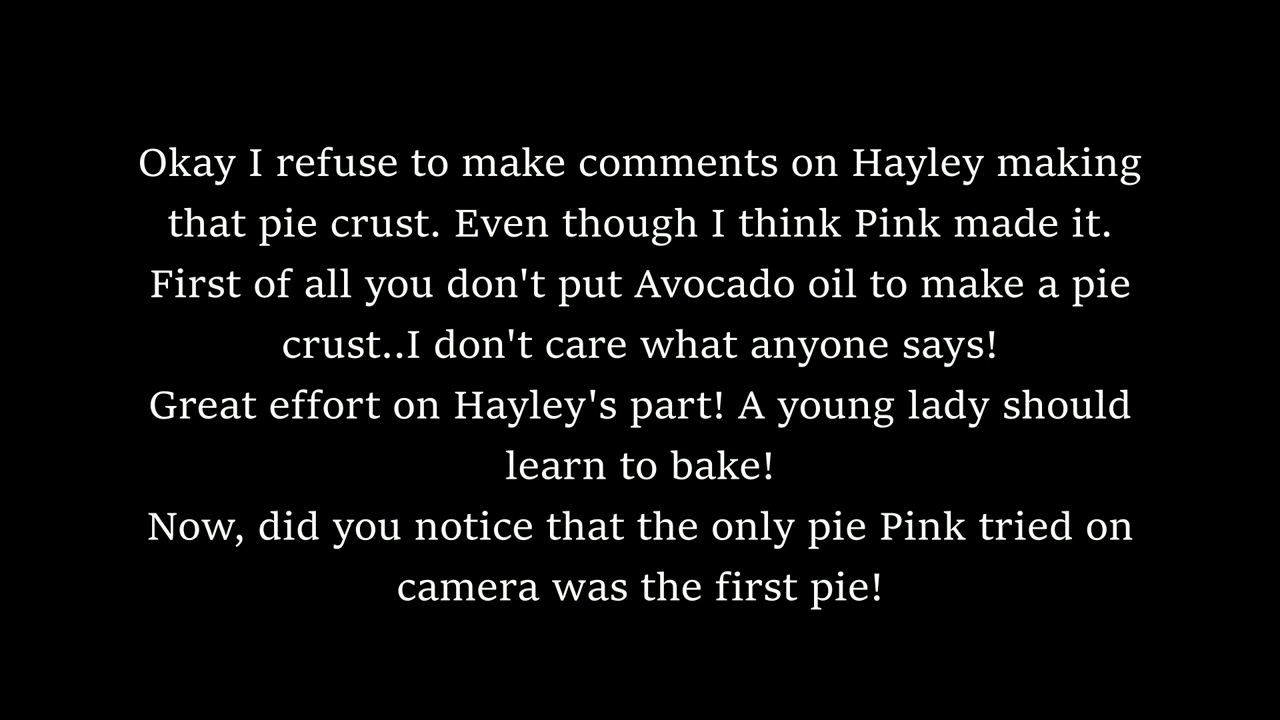 Okay I refuse to make comments on Hayley making
that pie crust. Even though I think Pink made it.
First of all you don't put Avocado oil to make a pie
crust..I don't care what anyone says!
Great effort on Hayley's part! A young lady should
learn to bake!
Now, did you notice that the only pie Pink tried on
camera was the first pie!